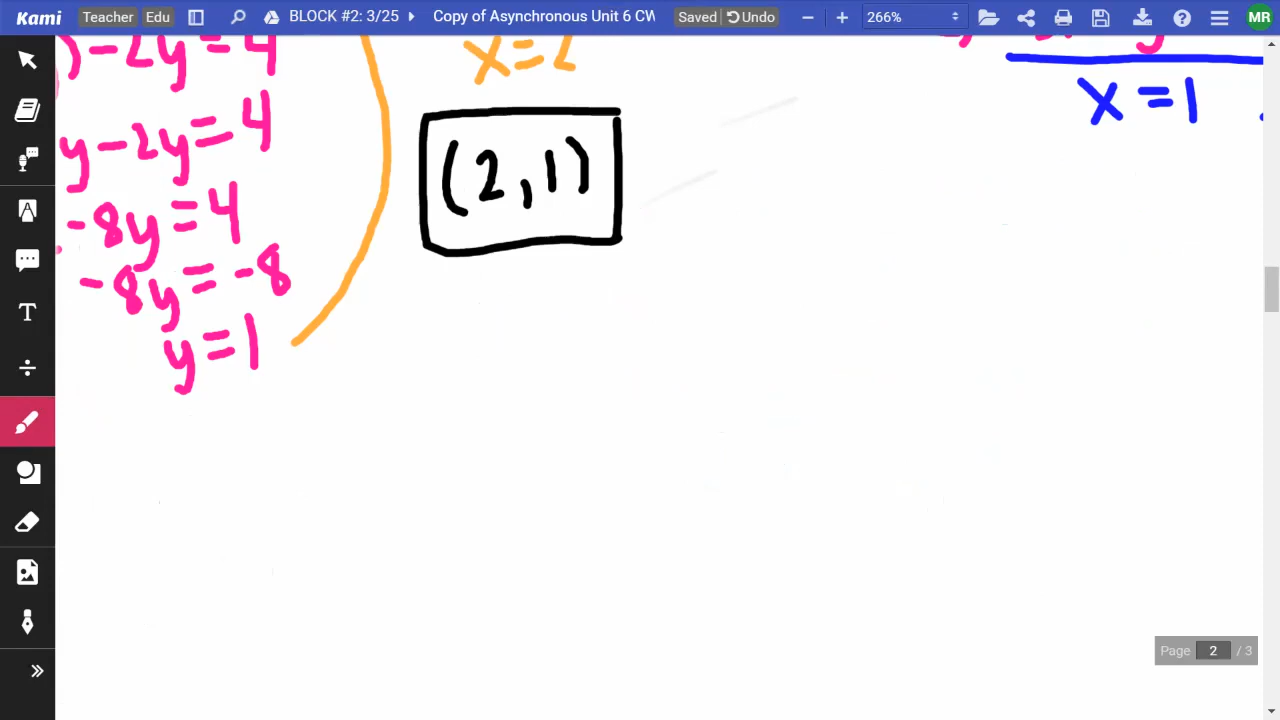 Kami Teacher Edu BLOCK #2: 3/25 Copy of Asynchronous Unit 6 CW Saved Undo 266% MR
)-2y=4
x=2
y-2y=4
(2,1)
x=1
-8y=4
-8y=-8
y=1
Page 2 / 3